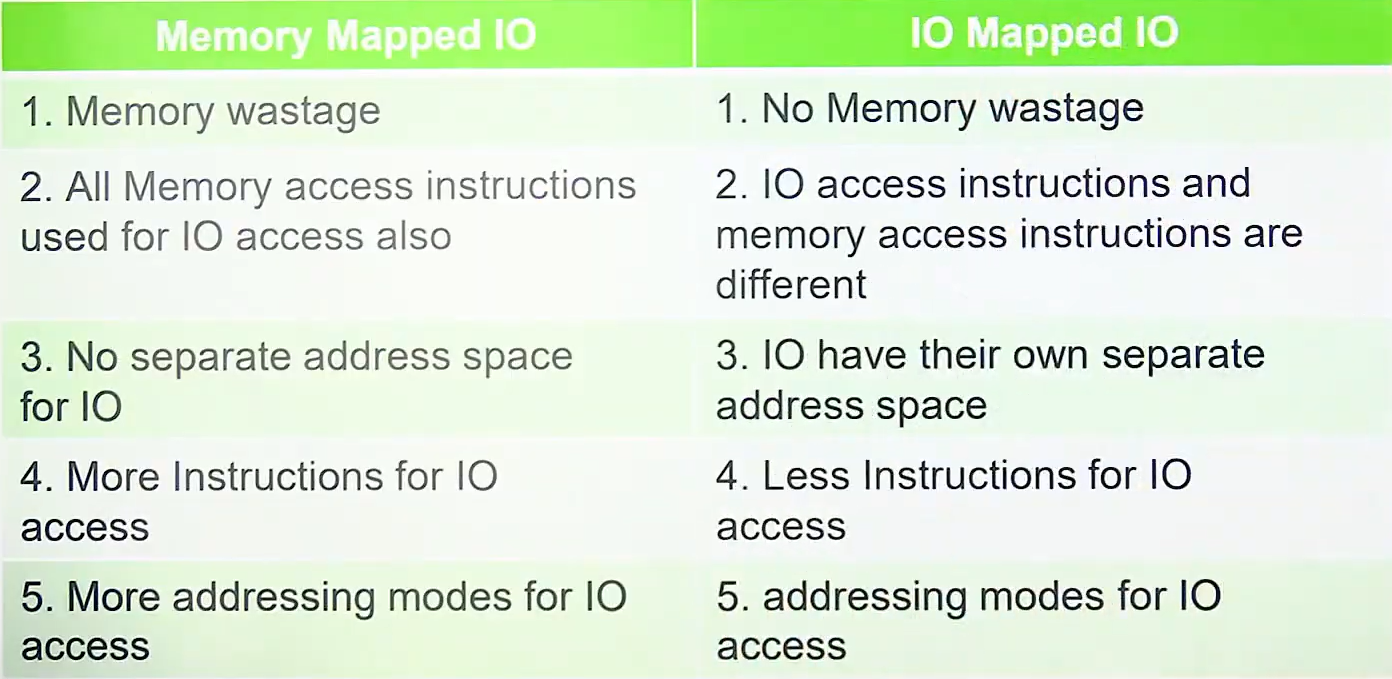 Memory Mapped IO
IO Mapped IO
1. Memory wastage
1. No Memory wastage
2. All Memory access instructions
used for IO access also
2. IO access instructions and
memory access instructions are
different
3. No separate address space
for IO
3. IO have their own separate
address space
4. More Instructions for IO
access
4. Less Instructions for IO
access
5. More addressing modes for IO
access
5. addressing modes for IO
access